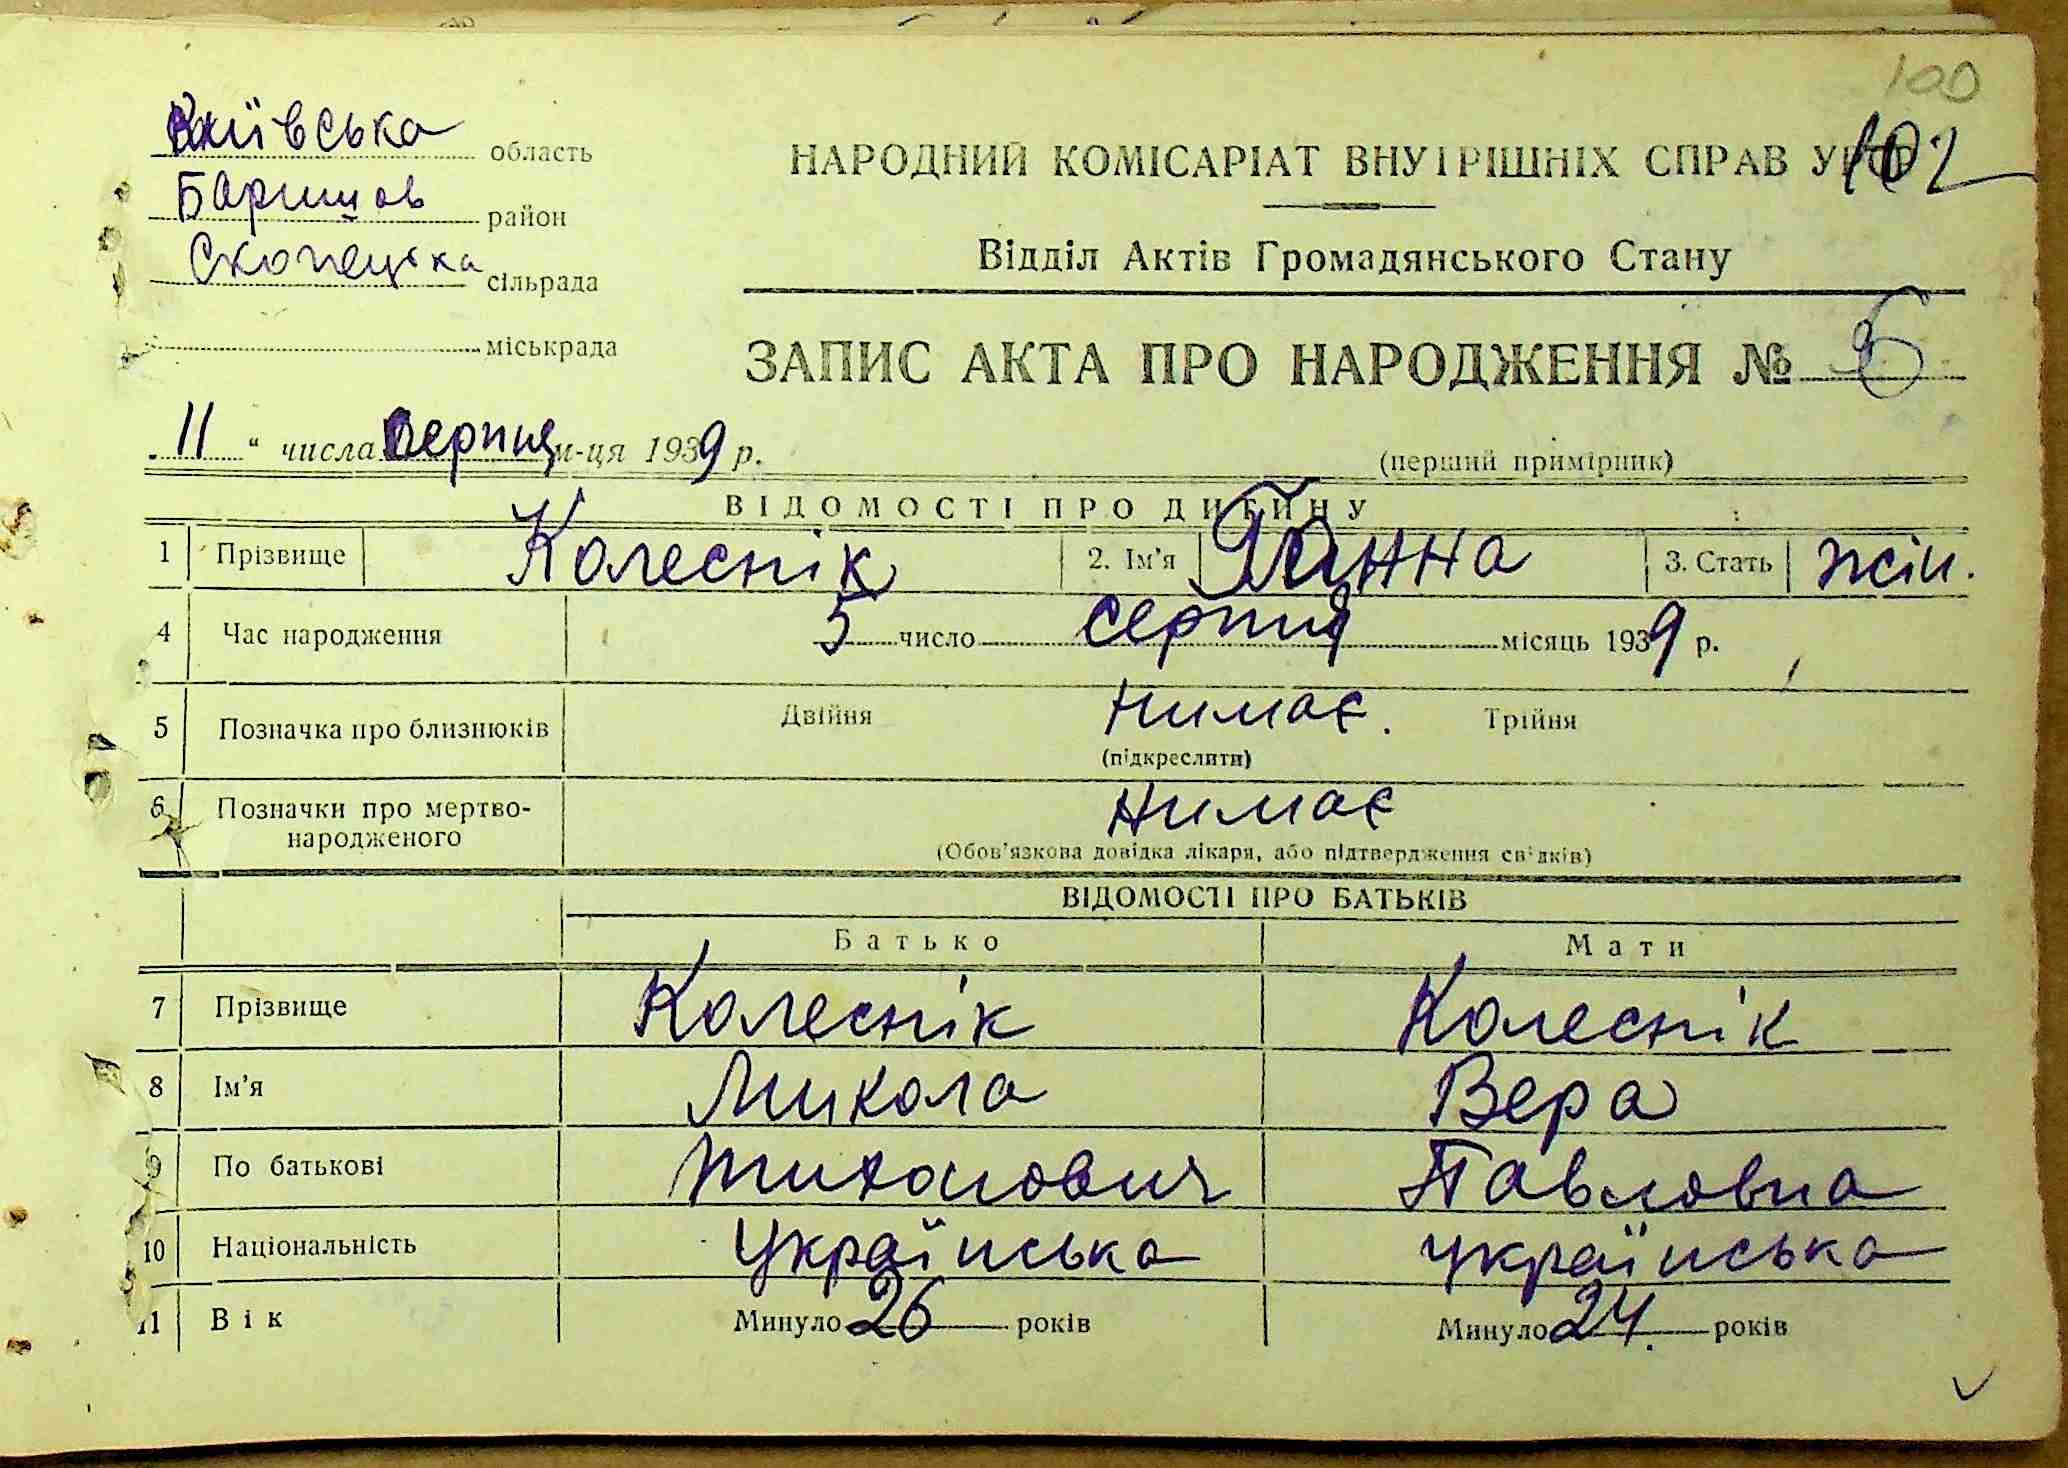 100
Київська область
НАРОДНИЙ КОМІСАРІАТ ВНУТРІШНІХ СПРАВ УРСР
102
Баришов район
Скопецька сільрада
Відділ Актів Громадянського Стану
міськрада
ЗАПИС АКТА ПРО НАРОДЖЕННЯ №
„11“ числа Серпня м-ця 1939 р.
(перший примірник)
ВІДОМОСТІ ПРО ДИТИНУ
1 Прізвище Колеснік 2. Ім'я Ганна 3. Стать жін.
4 Час народження 5 число серпня місяць 1939 р.
5 Позначка про близнюків Двійня нимає. Трійня
(підкреслити)
6 Позначки про мертво-
народженого нимає
(Обов'язкова довідка лікаря, або підтвердження свідків)
ВІДОМОСТІ ПРО БАТЬКІВ
Батько Мати
7 Прізвище Колеснік Колеснік
8 Ім'я Микола Вера
9 По батькові Павловна
10 Національність Українська українська
11 Вік Минуло 26 років Минуло 24 років